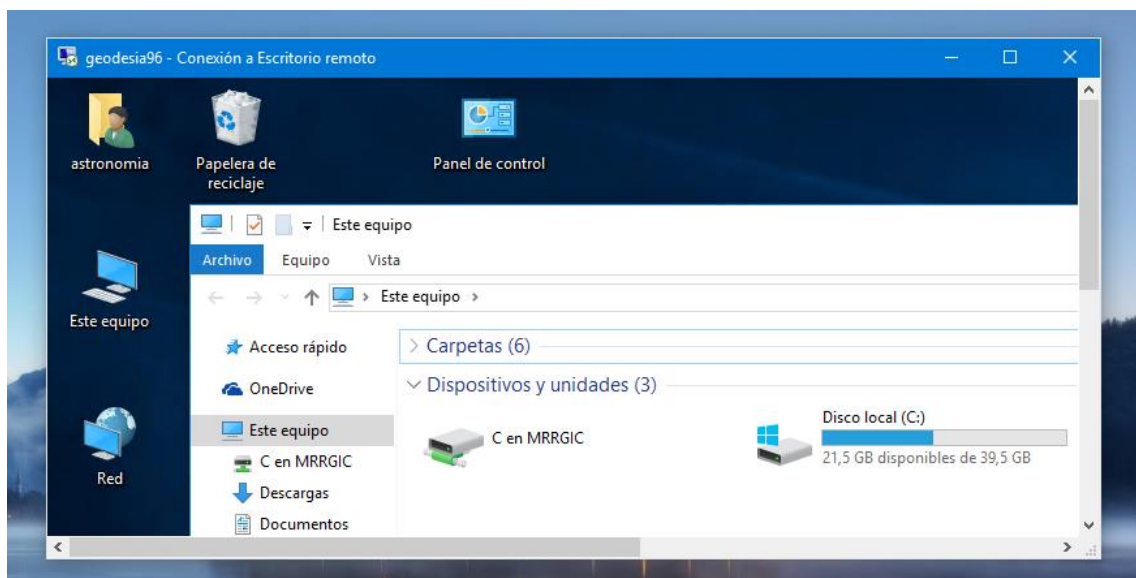 geodesia96 - Conexión a Escritorio remoto
astronomia
Papelera de
reciclaje
Panel de control
Este equipo
Archivo
Equipo
Vista
Este equipo
Este equipo
Acceso rápido
Carpetas (6)
OneDrive
Dispositivos y unidades (3)
Este equipo
C en MRRGIC
Disco local (C:)
21,5 GB disponibles de 39,5 GB
C en MRRGIC
Red
Descargas
Documentos